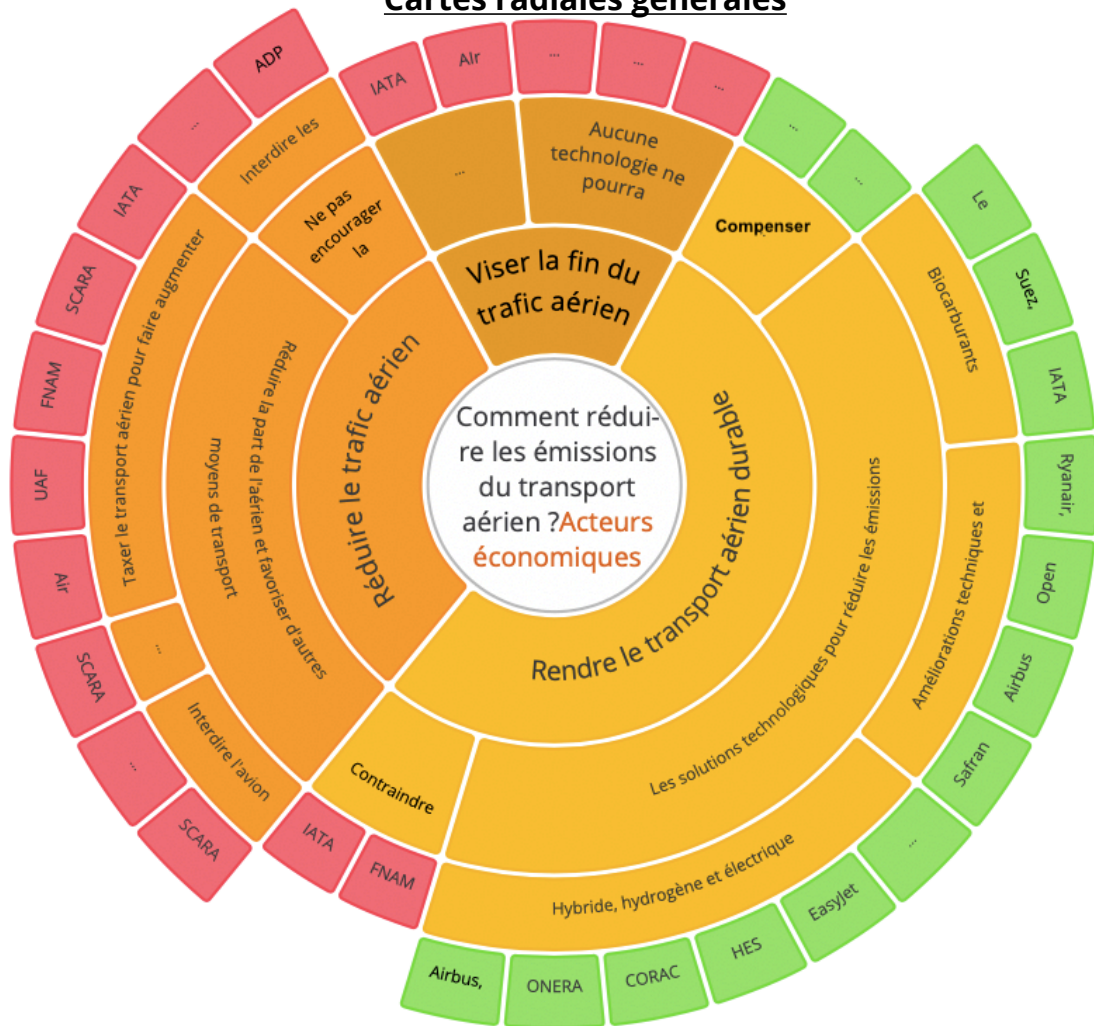 Cartes radiales générales
Comment rédui-
re les émissions
du transport
aérien ?Acteurs
économiques
Viser la fin du
trafic aérien
...
Aucune
technologie ne
pourra
IATA
AIr
...
...
...
Rendre le transport aérien durable
Compenser
...
...
Les solutions technologiques pour réduire les émissions
Biocarburants
Le
Suez,
IATA
Améliorations techniques et
Ryanair,
Open
Airbus
Safran
Hybride, hydrogène et électrique
...
EasyJet
HES
CORAC
ONERA
Airbus,
Contraindre
FNAM
IATA
Réduire le trafic aérien
Réduire la part de l'aérien et favoriser d'autres
moyens de transport
Interdire l'avion
SCARA
...
...
SCARA
Taxer le transport aérien pour faire augmenter
Air
UAF
FNAM
SCARA
IATA
Ne pas
encourager
la
Interdire les
...
ADP